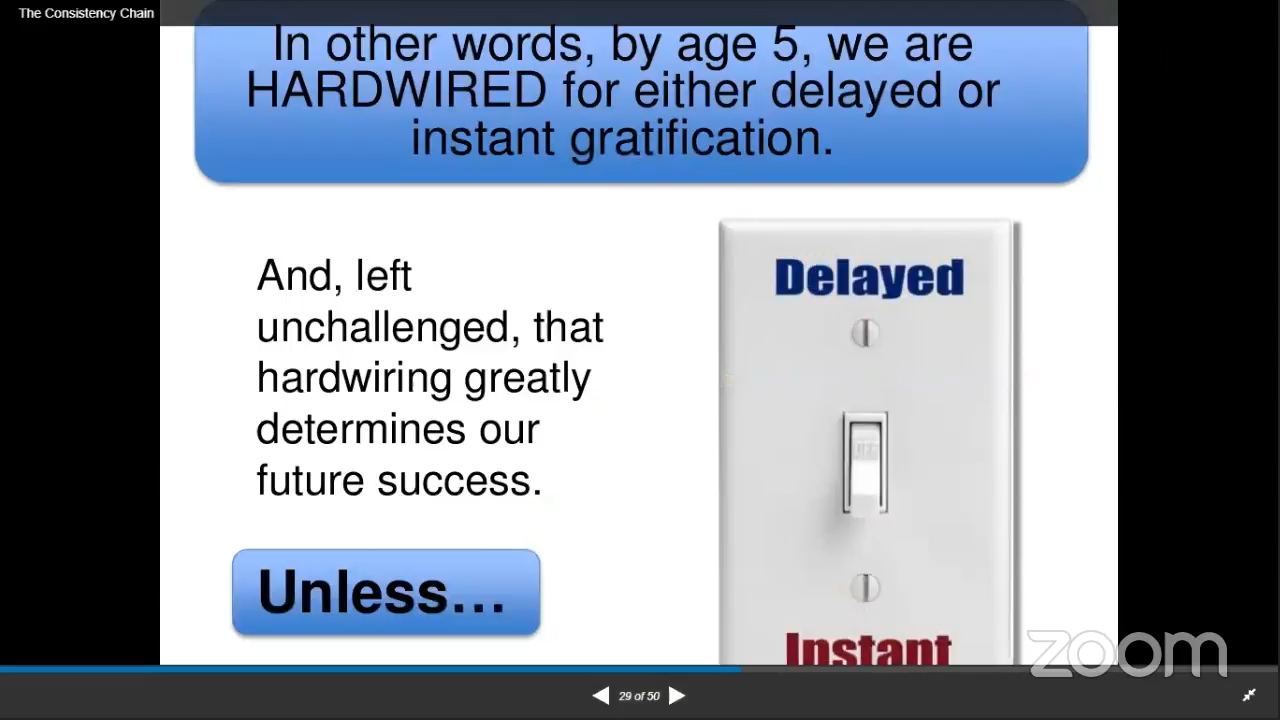 The Consistency Chain
In other words, by age 5, we are
HARDWIRED for either delayed or
instant gratification.
And, left
unchallenged, that
hardwiring greatly
determines our
future success.
Unless...
Delayed
Instant
zoom
29 of 50